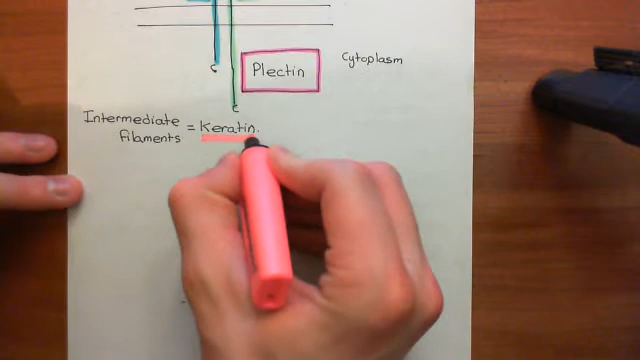 Cytoplasm
Plectin
c
c
Intermediate = Keratin.
filaments